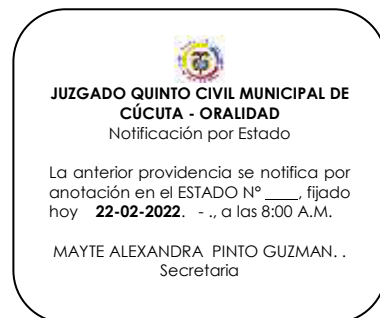 JUZGADO QUINTO CIVIL MUNICIPAL DE
CÚCUTA - ORALIDAD
Notificación por Estado
La anterior providencia se notifica por
anotación en el ESTADO N° ____, fijado
hoy 22-02-2022. - ., a las 8:00 A.M.
MAYTE ALEXANDRA PINTO GUZMAN. .
Secretaria